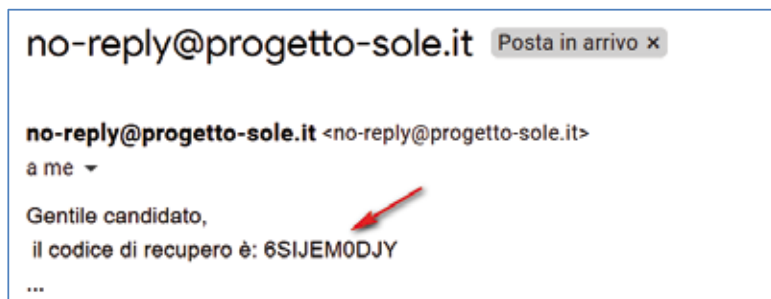 no-reply@progetto-sole.it Posta in arrivo ×
no-reply@progetto-sole.it <no-reply@progetto-sole.it>
a me
Gentile candidato,
il codice di recupero è: 6SIJEM0DJY
...